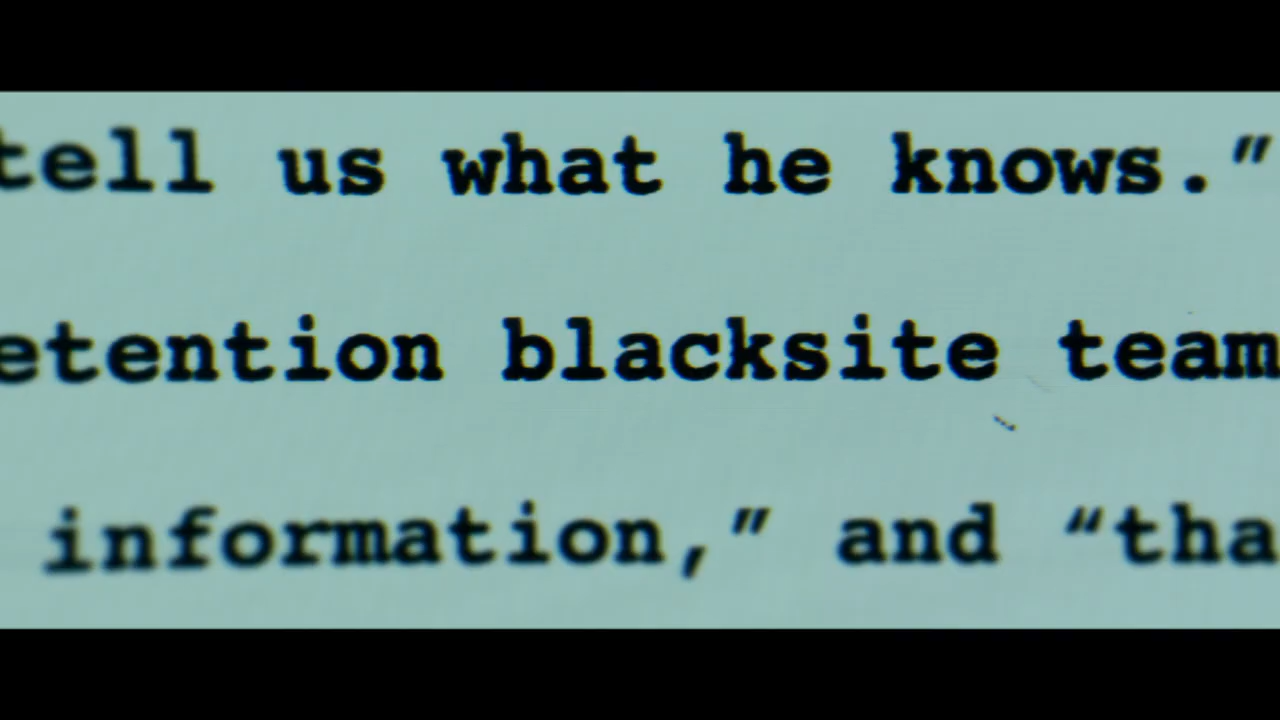 tell us what he knows.”
etention blacksite team
information,” and “tha